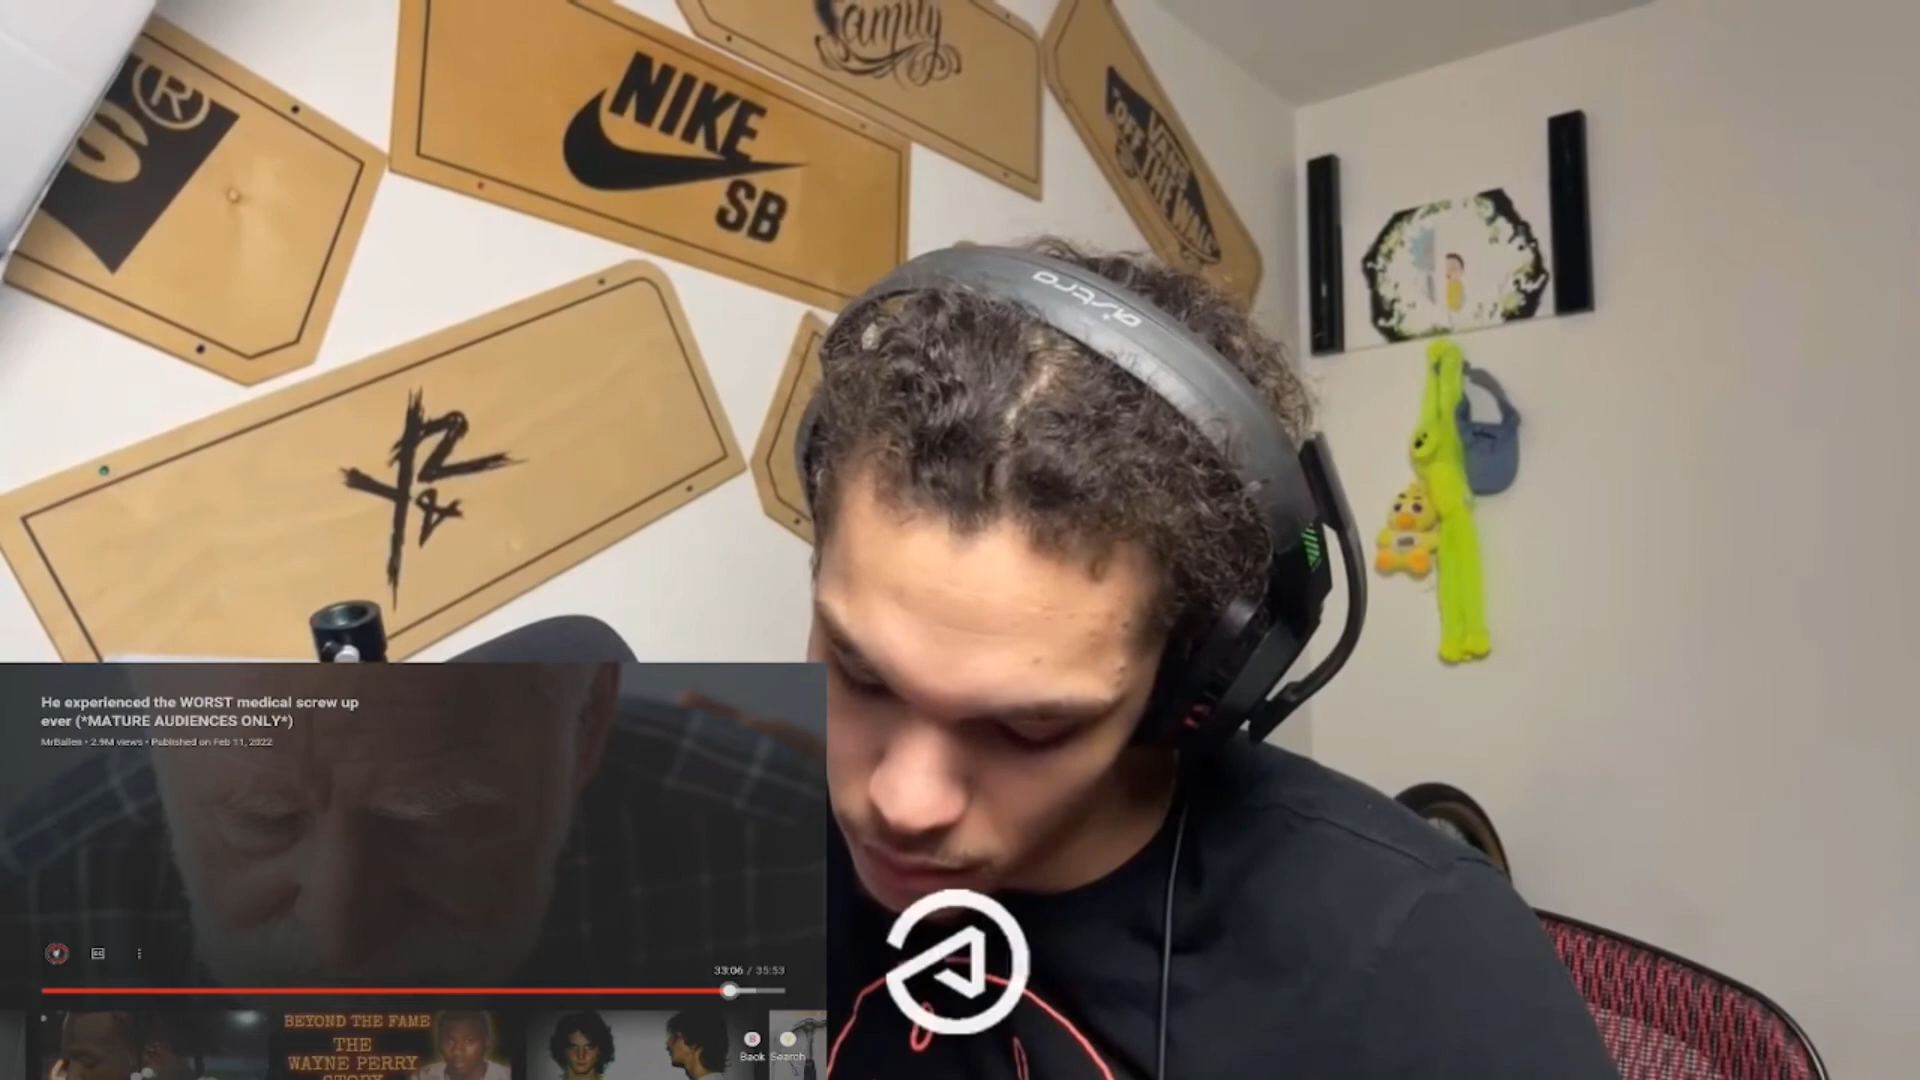 Family
S®
NIKE
SB
VANS
"OFF THE WALL"
Y&R
ASTRO
He experienced the WORST medical screw up
ever (*MATURE AUDIENCES ONLY*)
MrBallen • 2.9M views • Published on Feb 11, 2022
CC
33:06 / 35:53
BEYOND THE FAME
THE
WAYNE PERRY
STORY
B
Y
Back Search